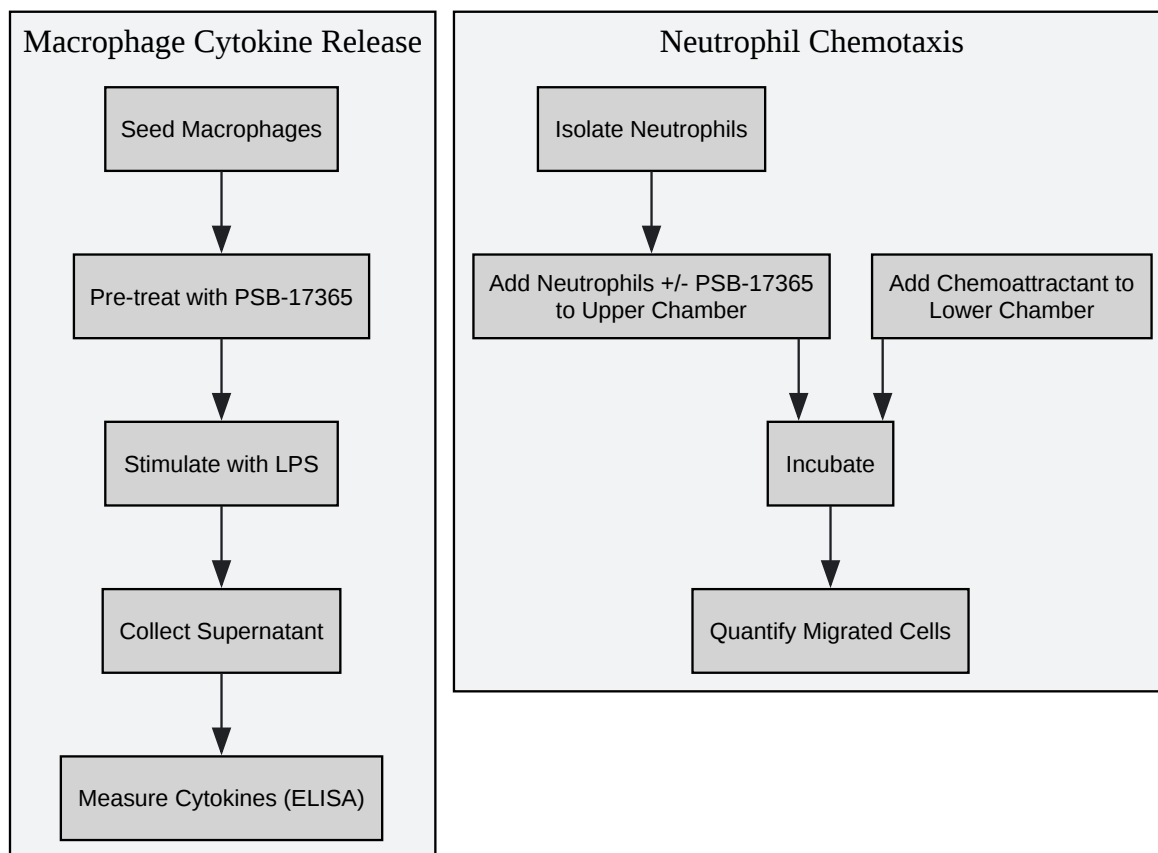 Macrophage Cytokine Release
Seed Macrophages
Pre-treat with PSB-17365
Stimulate with LPS
Collect Supernatant
Measure Cytokines (ELISA)
Neutrophil Chemotaxis
Isolate Neutrophils
Add Neutrophils +/- PSB-17365
to Upper Chamber
Add Chemoattractant to
Lower Chamber
Incubate
Quantify Migrated Cells